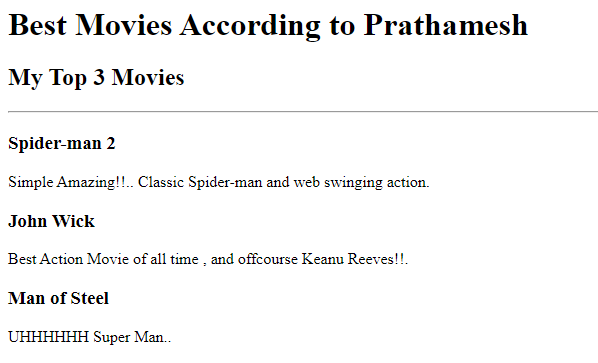 Best Movies According to Prathamesh
My Top 3 Movies
Spider-man 2
Simple Amazing!!.. Classic Spider-man and web swinging action.
John Wick
Best Action Movie of all time , and offcourse Keanu Reeves!!.
Man of Steel
UHHHHHH Super Man..